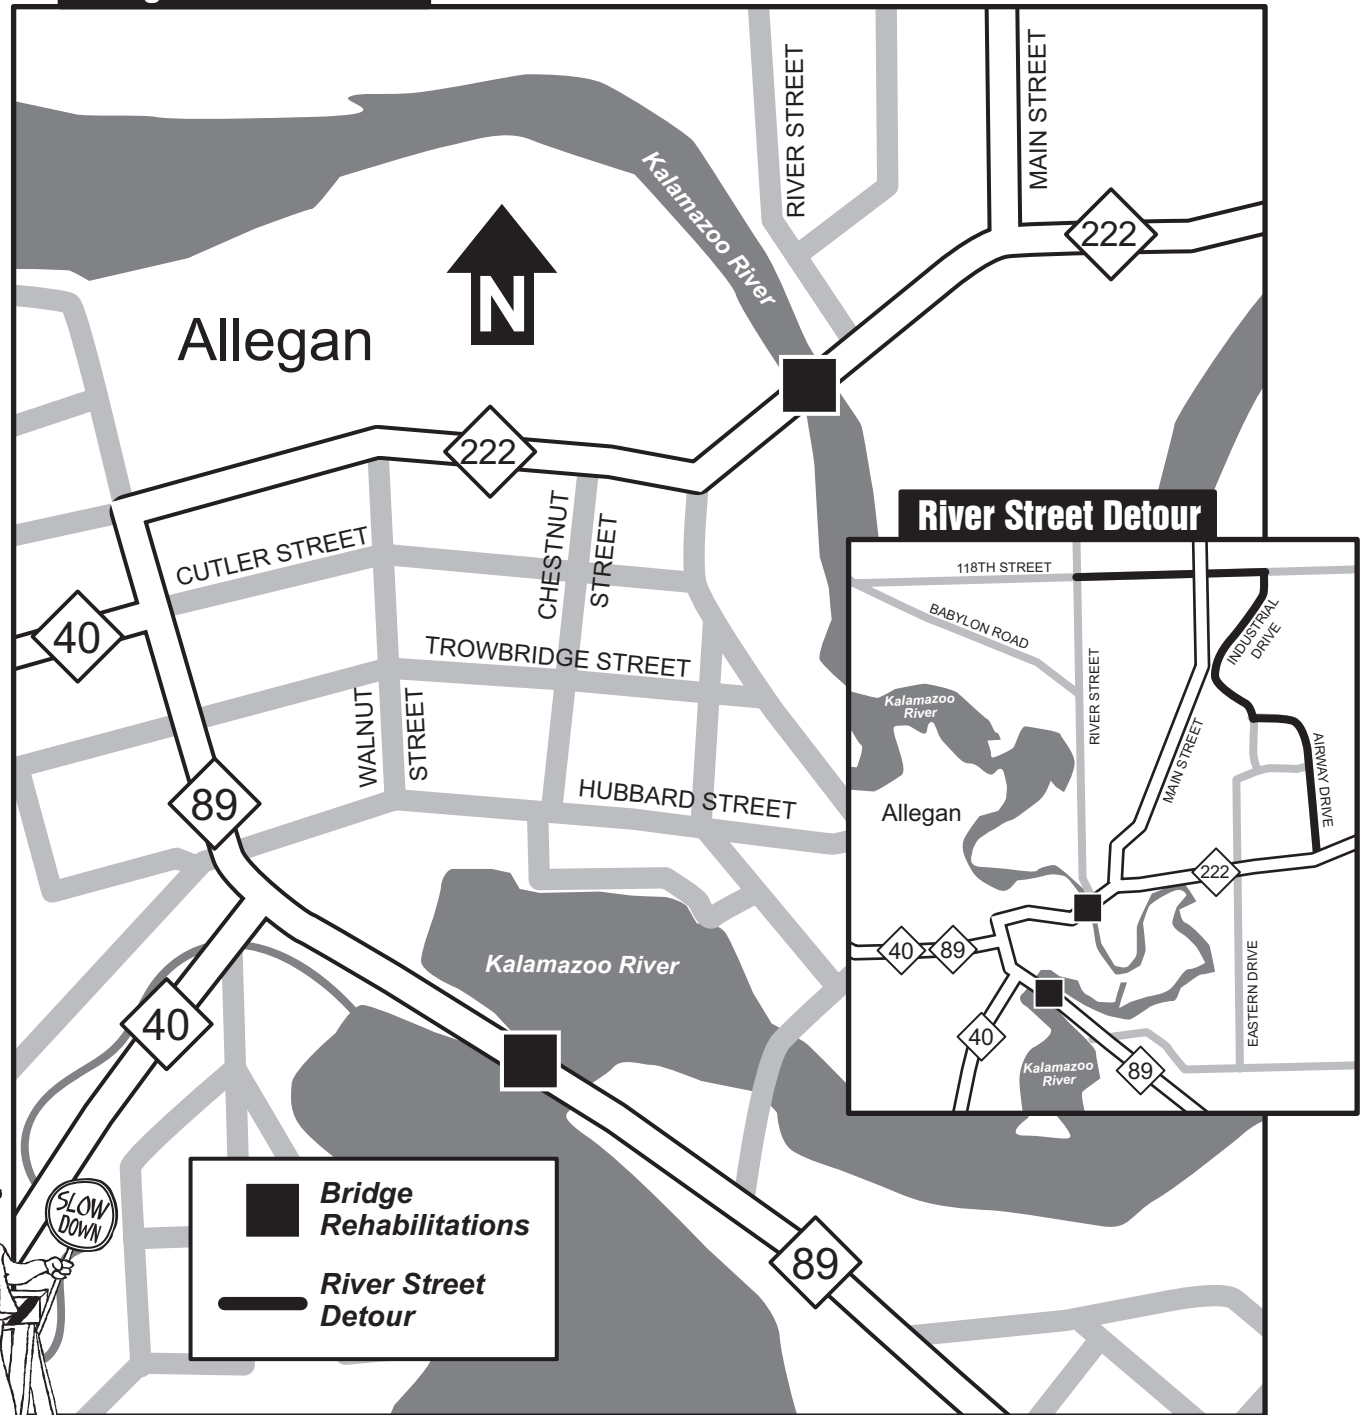 RIVER STREET
MAIN STREET
Kalamazoo River
222
N
Allegan
222
CHESTNUT
STREET
CUTLER STREET
40
TROWBRIDGE STREET
WALNUT
STREET
89
HUBBARD STREET
Kalamazoo River
40
89
SLOW
DOWN
Bridge
Rehabilitations
River Street
Detour
River Street Detour
118TH STREET
BABYLON ROAD
INDUSTRIAL
DRIVE
RIVER STREET
Kalamazoo
River
MAIN STREET
AIRWAY DRIVE
Allegan
222
40
89
EASTERN DRIVE
40
Kalamazoo
River
89